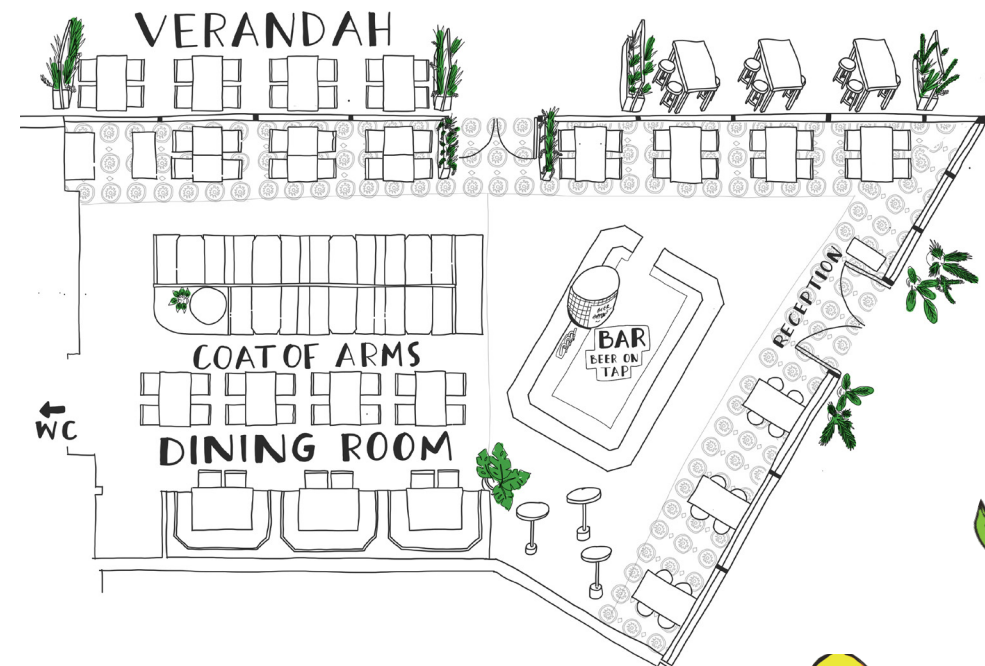 VERANDAH
RECEPTION
BAR
BEER ON
TAP
COAT OF ARMS
WC
DINING ROOM